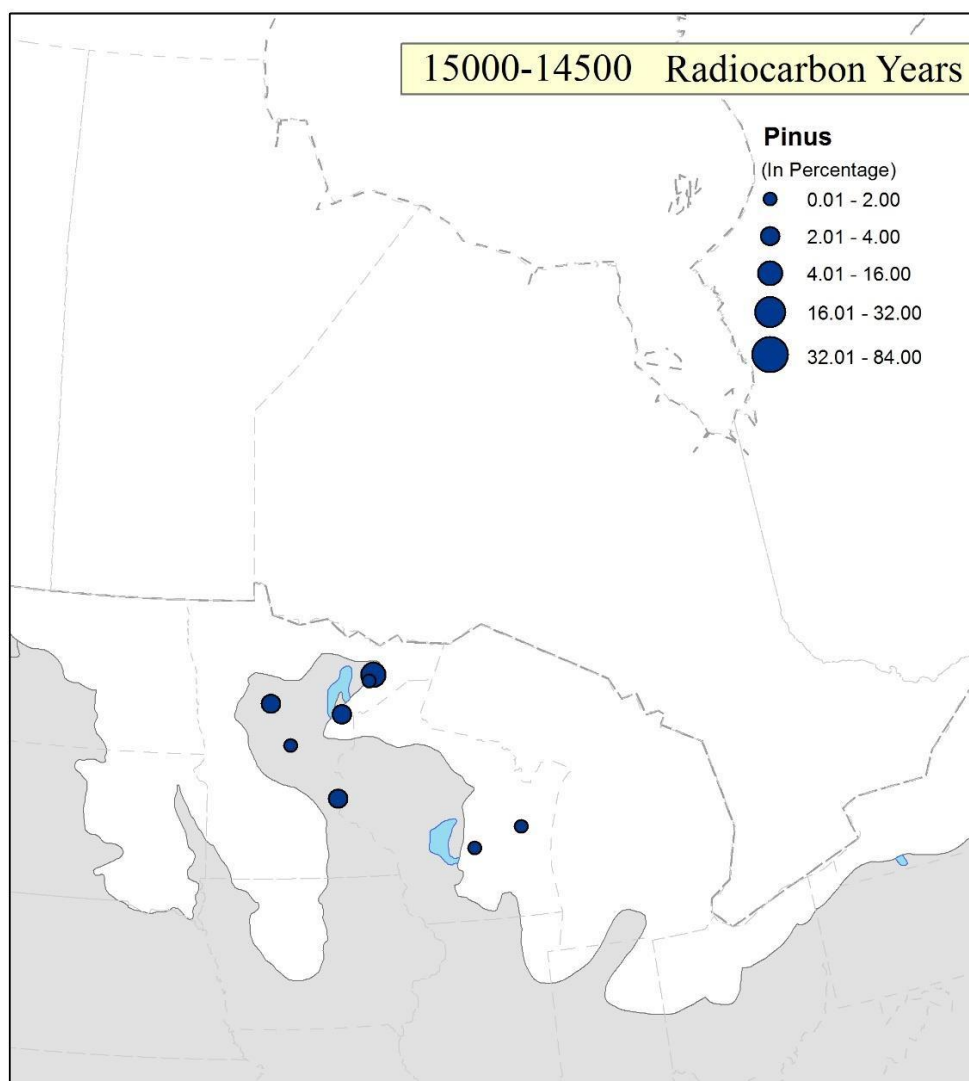 15000-14500 Radiocarbon Years
Pinus
(In Percentage)
0.01 - 2.00
2.01 - 4.00
4.01 - 16.00
16.01 - 32.00
32.01 - 84.00